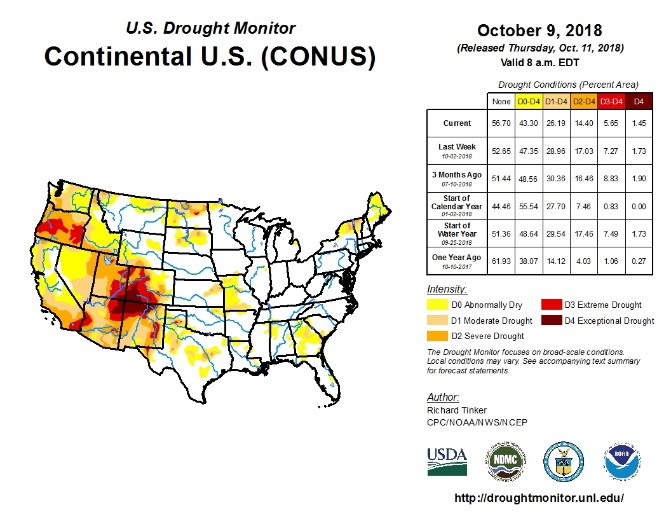 U.S. Drought Monitor
Continental U.S. (CONUS)
October 9, 2018
(Released Thursday, Oct. 11, 2018)
Valid 8 a.m. EDT
Drought Conditions (Percent Area)
None D0-D4 D1-D4 D2-D4 D3-D4 D4
Current 56.70 43.30 26.19 14.40 5.65 1.45
Last Week 52.65 47.35 28.96 17.03 7.27 1.73
10-02-2018
3 Months Ago 51.44 48.56 30.36 16.46 8.83 1.90
07-10-2018
Start of
Calendar Year 44.46 55.54 27.70 7.46 0.83 0.00
01-02-2018
Start of
Water Year 51.36 48.64 29.54 17.46 7.49 1.73
09-25-2018
One Year Ago 61.93 38.07 14.12 4.03 1.06 0.27
10-10-2017
Intensity:
D0 Abnormally Dry D3 Extreme Drought
D1 Moderate Drought D4 Exceptional Drought
D2 Severe Drought
The Drought Monitor focuses on broad-scale conditions.
Local conditions may vary. See accompanying text summary
for forecast statements.
Author:
Richard Tinker
CPC/NOAA/NWS/NCEP
USDA NDMC NOAA
http://droughtmonitor.unl.edu/